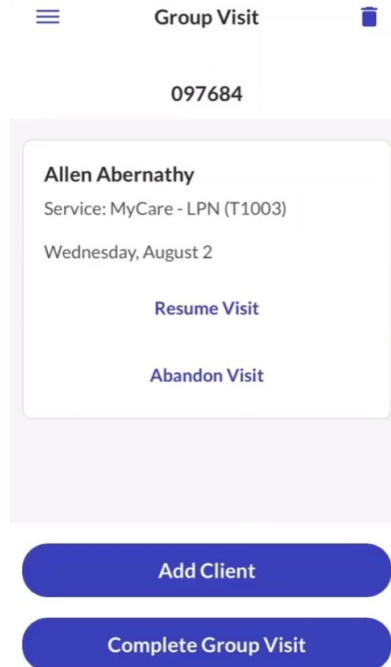 Group Visit
097684
Allen Abernathy
Service: MyCare - LPN (T1003)
Wednesday, August 2
Resume Visit
Abandon Visit
Add Client
Complete Group Visit